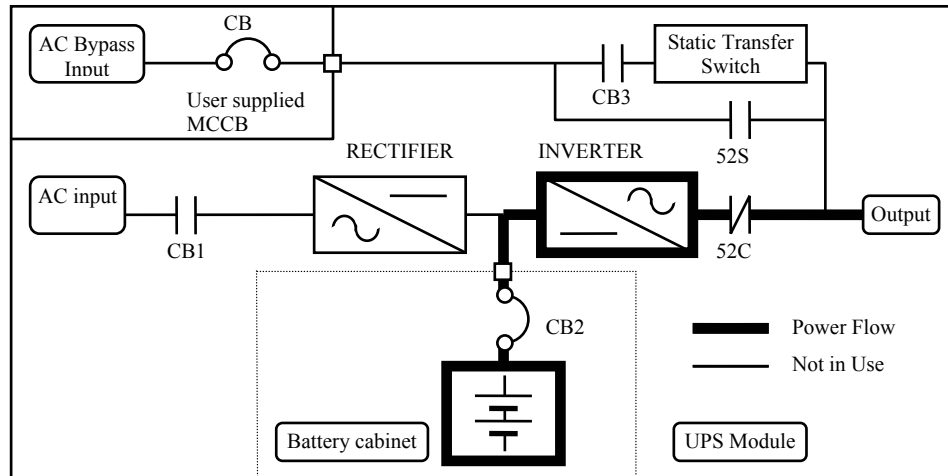 AC Bypass
Input
CB
User supplied
MCCB
CB3
Static Transfer
Switch
52S
RECTIFIER
INVERTER
AC input
CB1
52C
Output
CB2
Power Flow
Not in Use
Battery cabinet
UPS Module